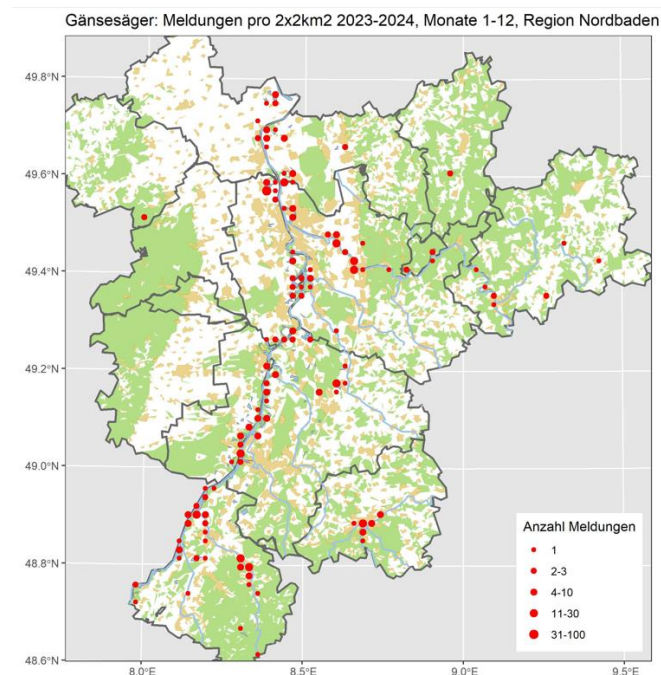 Gänsesäger: Meldungen pro 2x2km2 2023-2024, Monate 1-12, Region Nordbaden
49.8°N
49.6°N
49.4°N
49.2°N
49.0°N
48.8°N
48.6°N
Anzahl Meldungen
1
2-3
4-10
11-30
31-100
8.0°E
8.5°E
9.0°E
9.5°E